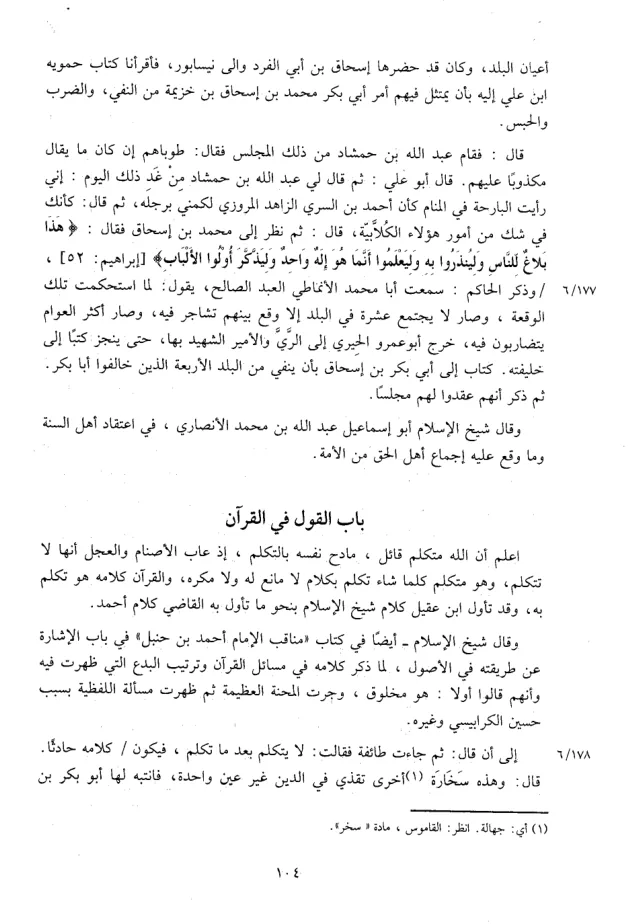 أعيان البلد، وكان قد حضرها إسحاق بن أبي الفرد والى نيسابور، فأقرأنا كتاب حمويه
ابن علي إليه بأن يمتثل فيهم أمر أبي بكر محمد بن إسحاق بن خزيمة من النفي، والضرب
والحبس.
قال : فقام عبد الله بن حمشاد من ذلك المجلس فقال: طوباهم إن كان ما يقال
مكذوبًا عليهم. قال أبو علي : ثم قال لي عبد الله بن حمشاد مِنْ غَدِ ذلك اليوم : إني
رأيت البارحة في المنام كأن أحمد بن السري الزاهد المروزي لكمني برجله، ثم قال: كأنك
في شك من أمور هؤلاء الكُلاَّبيَّة، قال : ثم نظر إلى محمد بن إسحاق فقال : ﴿هَذَا
بَلاغٌ لِلنَّاسِ وَلِيُنذَرُوا بِهِ وَلِيَعْلَمُوا أَنَّمَا هُوَ إِلَهٌ وَاحِدٌ وَلِيَذَّكَّرَ أُوْلُوا الأَلْبَابِ﴾ [إبراهيم: ٥٢] ،
٦/١٧٧ / وذكر الحاكم : سمعت أبا محمد الأنماطي العبد الصالح، يقول: لما استحكمت تلك
الوقعة ، وصار لا يجتمع عشرة في البلد إلا وقع بينهم تشاجر فيه، وصار أكثر العوام
يتضاربون فيه، خرج أبوعمرو الحيري إلى الرَّيِّ والأمير الشهيد بها، حتى ينجز كتبًا إلى
خليفته. كتاب إلى أبي بكر بن إسحاق بأن ينفي من البلد الأربعة الذين خالفوا أبا بكر.
ثم ذكر أنهم عقدوا لهم مجلسًا.
وقال شيخ الإسلام أبو إسماعيل عبد الله بن محمد الأنصاري ، في اعتقاد أهل السنة
وما وقع عليه إجماع أهل الحق من الأمة.
باب القول في القرآن
اعلم أن الله متكلم قائل ، مادح نفسه بالتكلم ، إذ عاب الأصنام والعجل أنها لا
تتكلم، وهو متكلم كلما شاء تكلم بكلام لا مانع له ولا مكره، والقرآن كلامه هو تكلم
به، وقد تأول ابن عقيل كلام شيخ الإسلام بنحو ما تأول به القاضي كلام أحمد.
وقال شيخ الإسلام ـ أيضًا في كتاب «مناقب الإمام أحمد بن حنبل» في باب الإشارة
عن طريقته في الأصول ، لما ذكر كلامه في مسائل القرآن وترتيب البدع التي ظهرت فيه
وأنهم قالوا أولا : هو مخلوق ، وجرت المحنة العظيمة ثم ظهرت مسألة اللفظية بسبب
حسين الكرابيسي وغيره.
٦/١٧٨ إلى أن قال: ثم جاءت طائفة فقالت: لا يتكلم بعد ما تكلم ، فيكون / كلامه حادثًا.
قال: وهذه سَخَارَة (١)أخرى تقذي في الدين غير عين واحدة، فانتبه لها أبو بكر بن
(١) أي: جهالة. انظر: القاموس ، مادة « سخر».
١٠٤